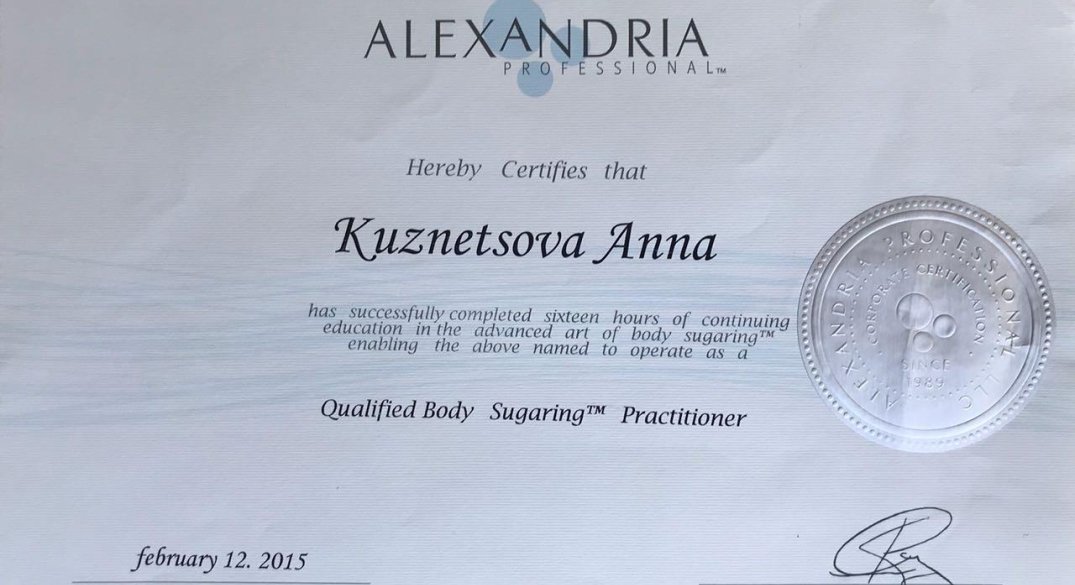 ALEXANDRIA
PROFESSIONAL™
Hereby Certifies that
Kuznetsova Anna
has successfully completed sixteen hours of continuing
education in the advanced art of body sugaring™
enabling the above named to operate as a
Qualified Body Sugaring™ Practitioner
ALEXANDRIA PROFESSIONAL LLC
CORPORATE CERTIFICATION
SINCE
1989
february 12. 2015